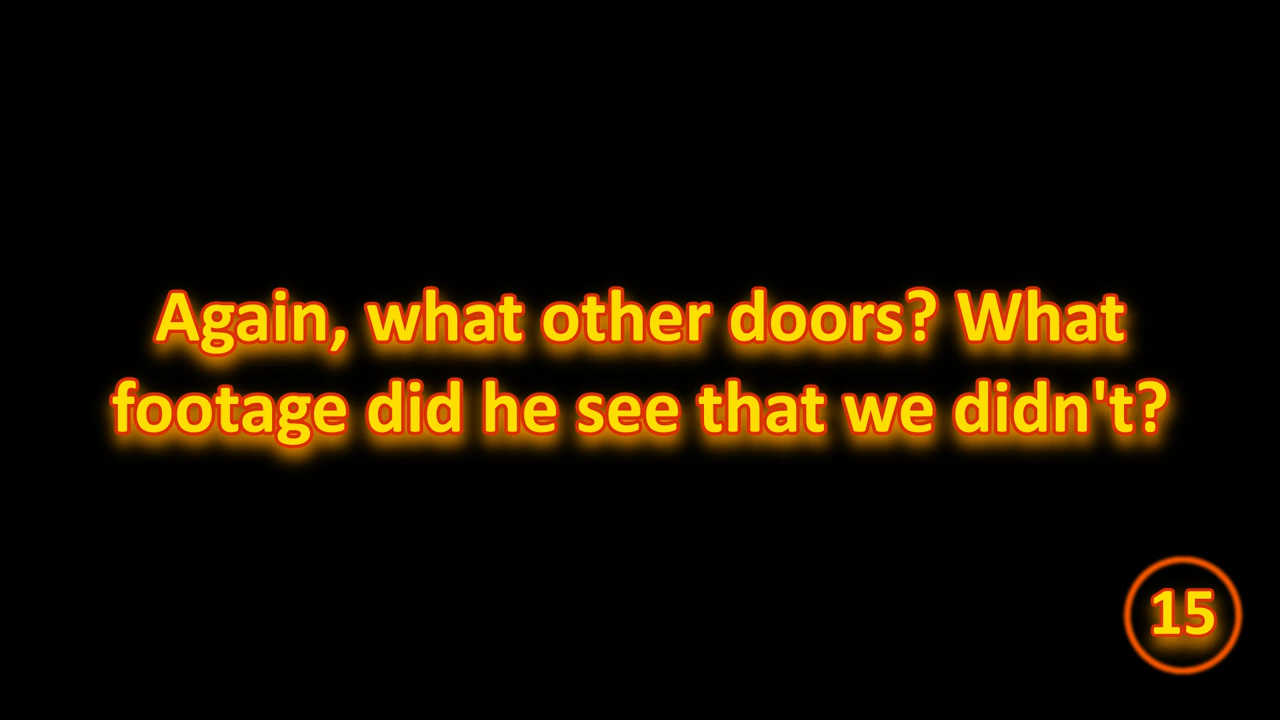 Again, what other doors? What
footage did he see that we didn't?
15